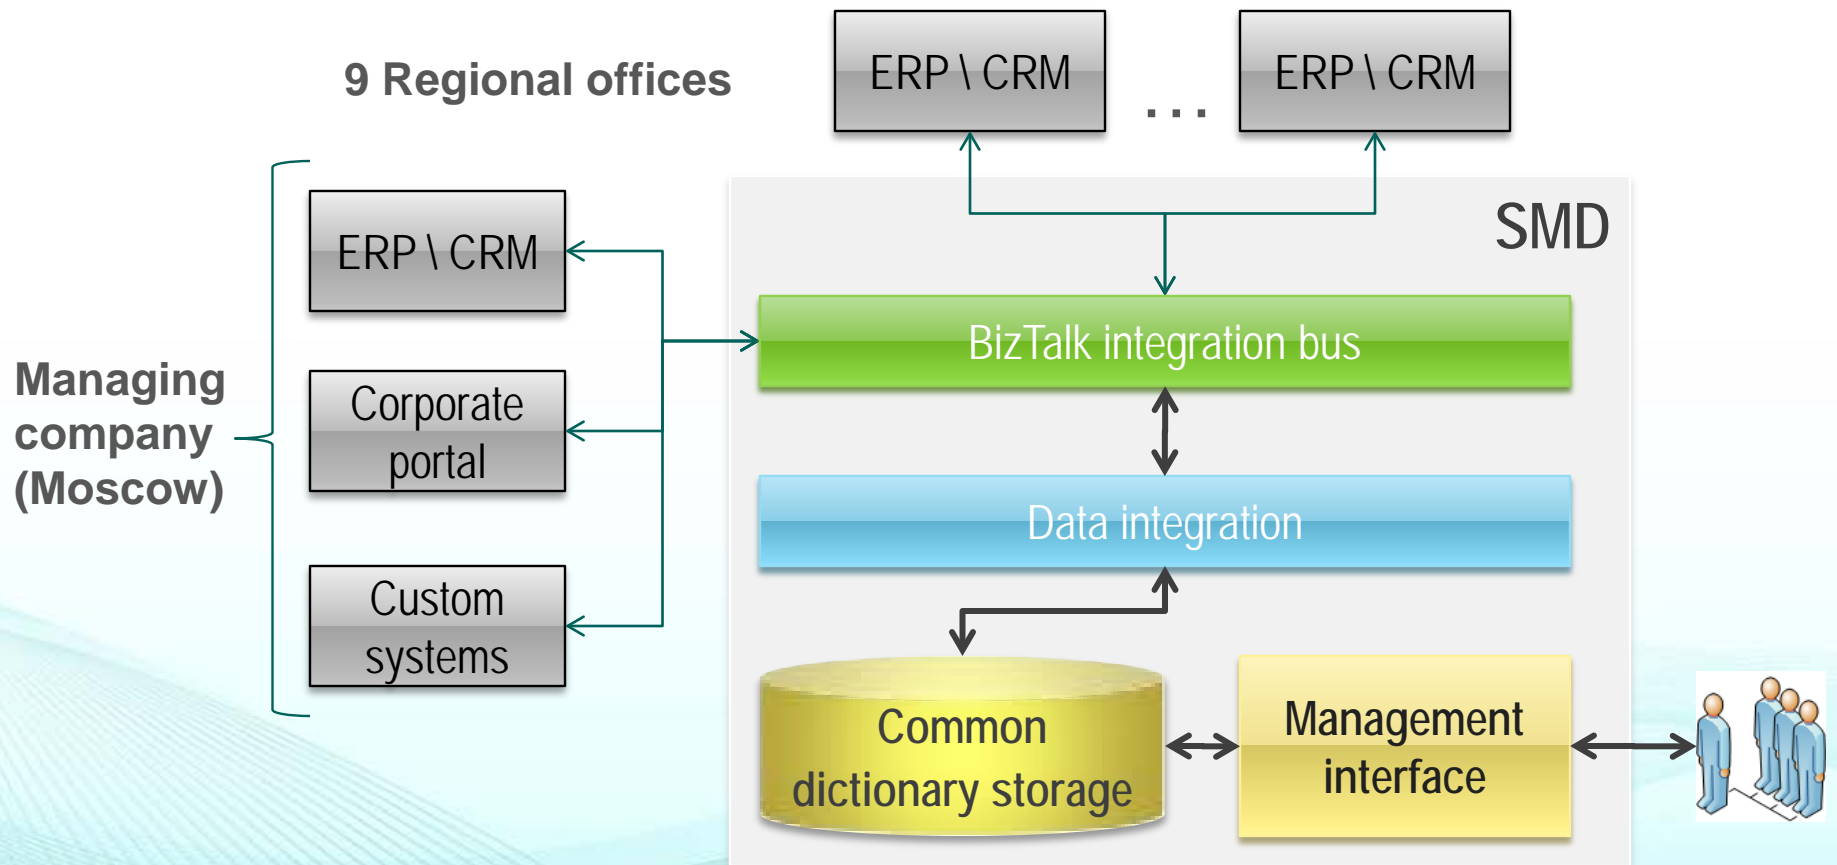 9 Regional offices
ERP \ CRM
...
ERP \ CRM
SMD
ERP \ CRM
BizTalk integration bus
Managing
company
(Moscow)
Corporate
portal
Data integration
Custom
systems
Common
dictionary storage
Management
interface